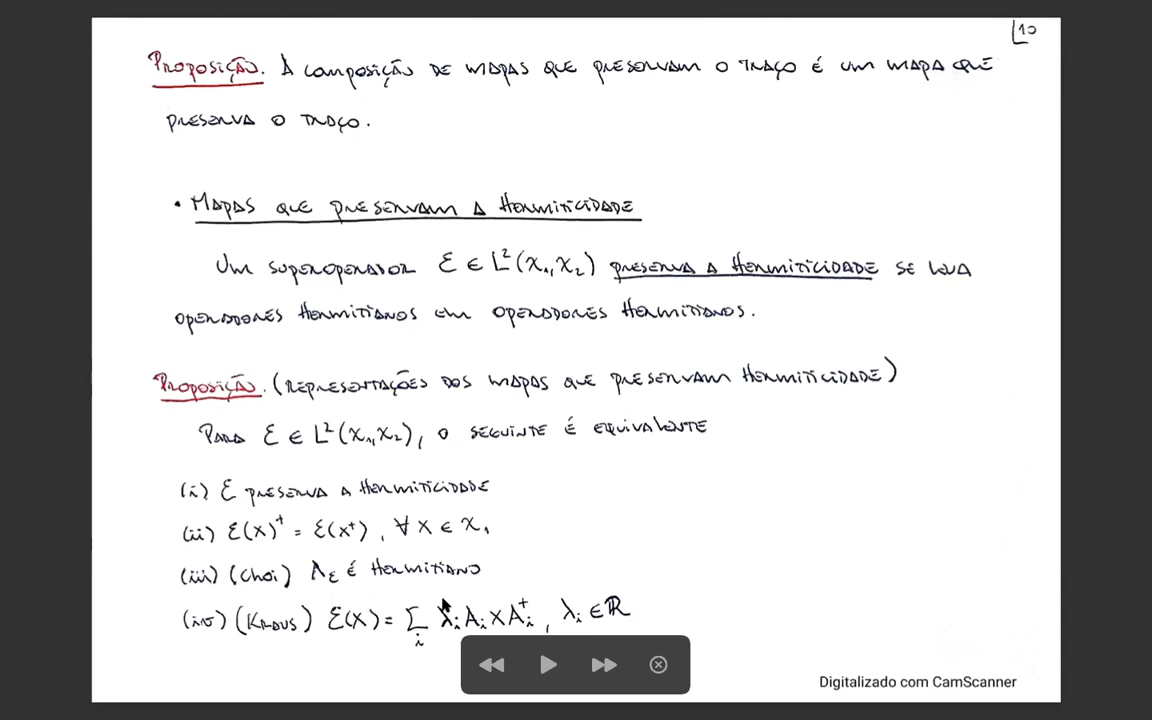 10
Proposição. A composição de mapas que preservam o traço é um mapa que
preserva o traço.
• Mapas que preservam a Hermiticidade
Um superoperador ℰ ∈ L²(X₁, X₂) preserva a Hermiticidade se leva
operadores Hermitianos em operadores Hermitianos.
Proposição. (Representações dos mapas que preservam Hermiticidade)
Para ℰ ∈ L²(X₁, X₂), o seguinte é equivalente
(i) ℰ preserva a Hermiticidade
(ii) ℰ(X)† = ℰ(X†), ∀ X ∈ X₁
(iii) (Choi) Λ_ℰ é Hermitiano
(iv) (Kraus) ℰ(X) = Σᵢ λᵢ Aᵢ X Aᵢ†, λᵢ ∈ ℝ
Digitalizado com CamScanner